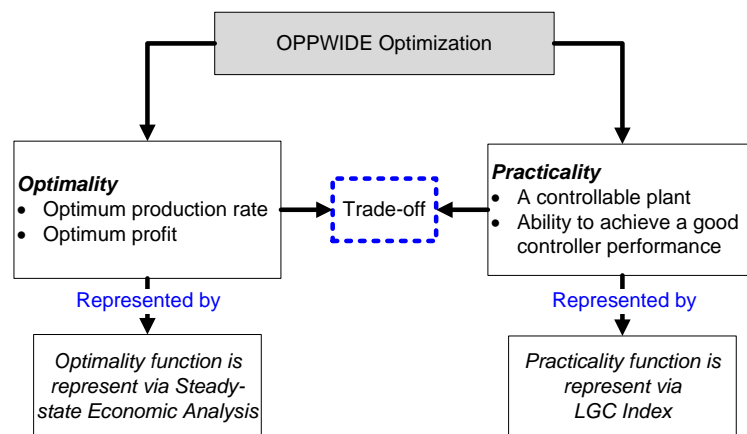 OPPWIDE Optimization
Optimality
• Optimum production rate
• Optimum profit
Trade-off
Practicality
• A controllable plant
• Ability to achieve a good
controller performance
Represented by
Represented by
Optimality function is
represent via Steady-
state Economic Analysis
Practicality function is
represent via
LGC Index